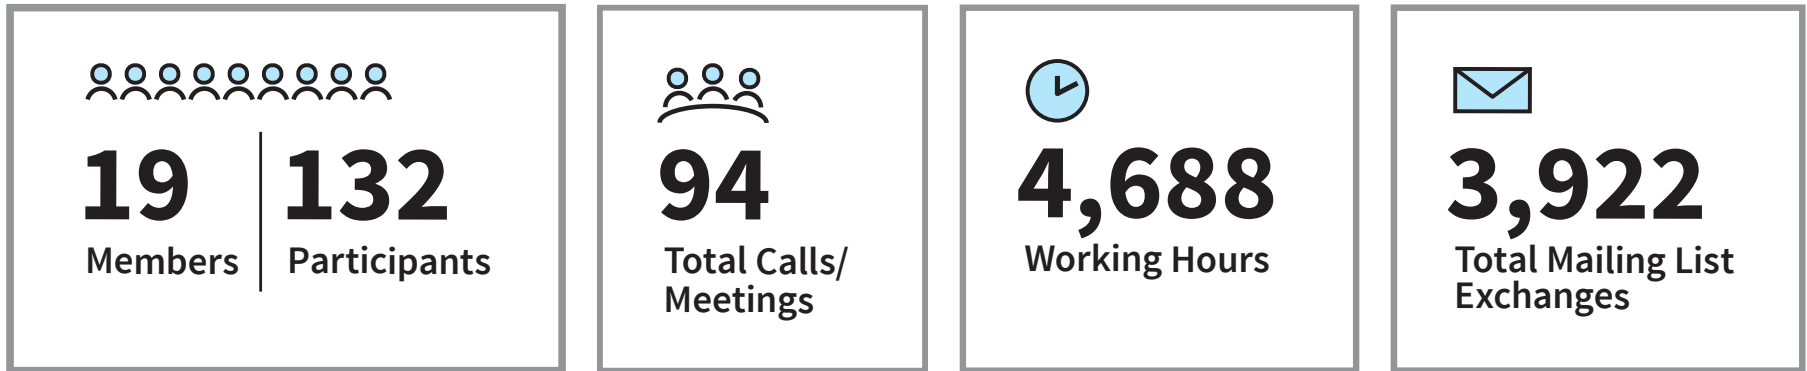 19
Members
132
Participants
94
Total Calls/
Meetings
4,688
Working Hours
3,922
Total Mailing List
Exchanges